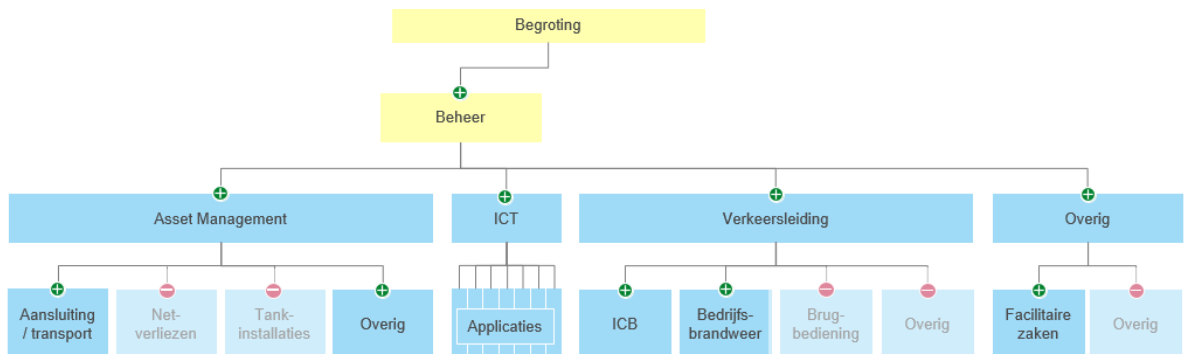 Begroting
Beheer
Asset Management
ICT
Verkeersleiding
Overig
Aansluiting
/ transport
Net-
verliezen
Tank-
installaties
Overig
Applicaties
ICB
Bedrijfs-
brandweer
Brug-
bediening
Overig
Facilitaire
zaken
Overig